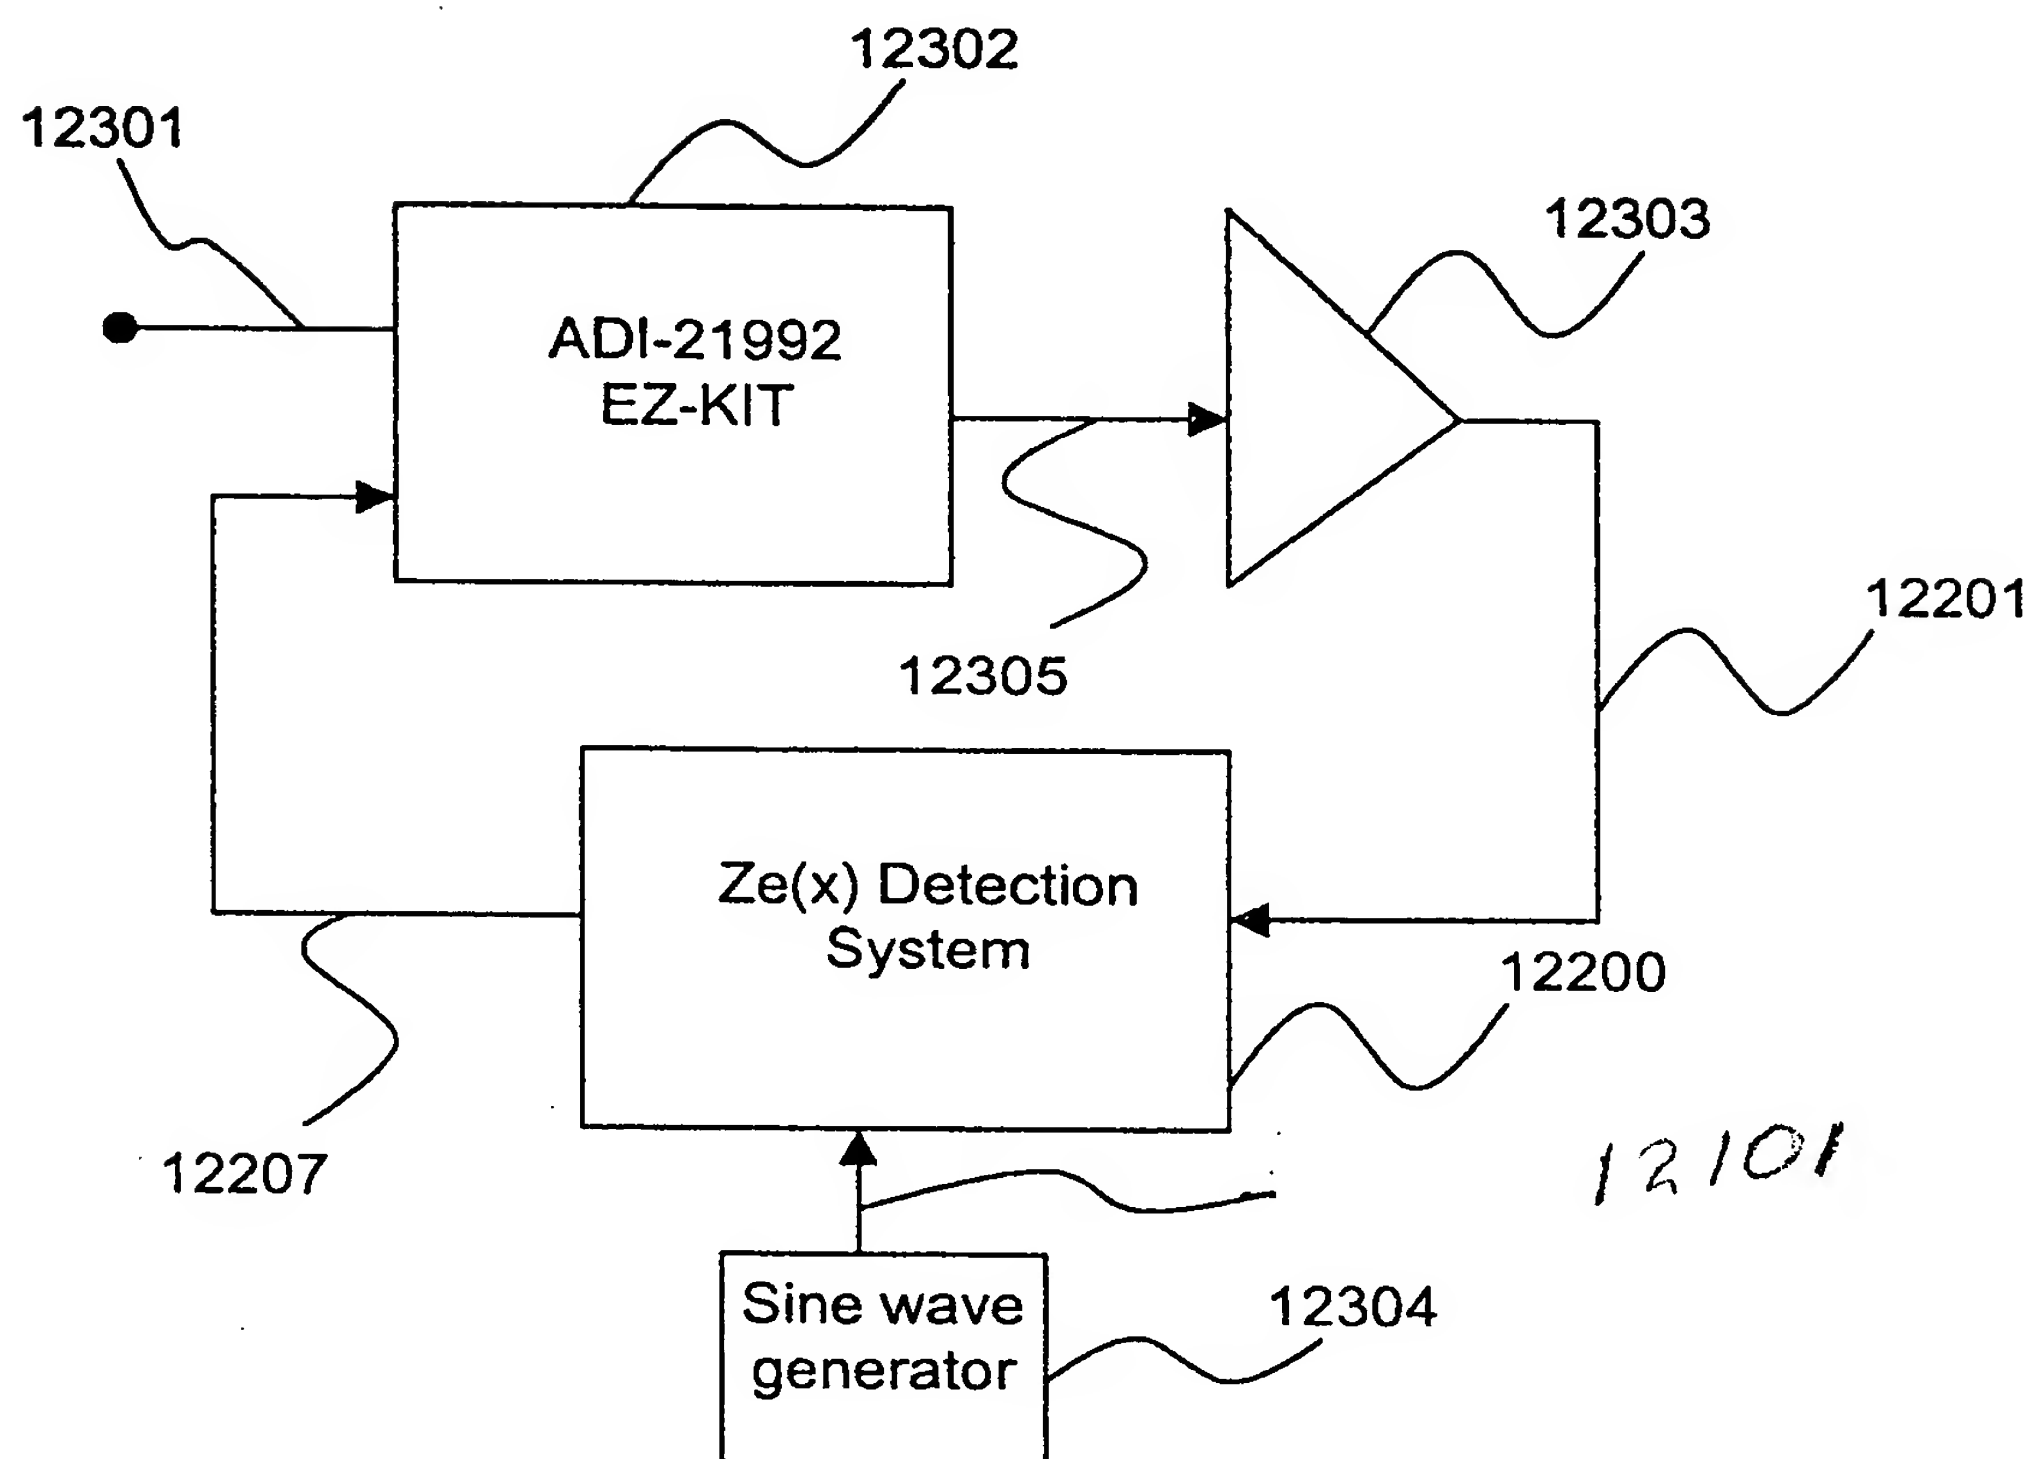 12302
12301
12303
ADI-21992
EZ-KIT
12201
12305
Ze(x) Detection
System
12200
12207
12101
Sine wave
generator
12304